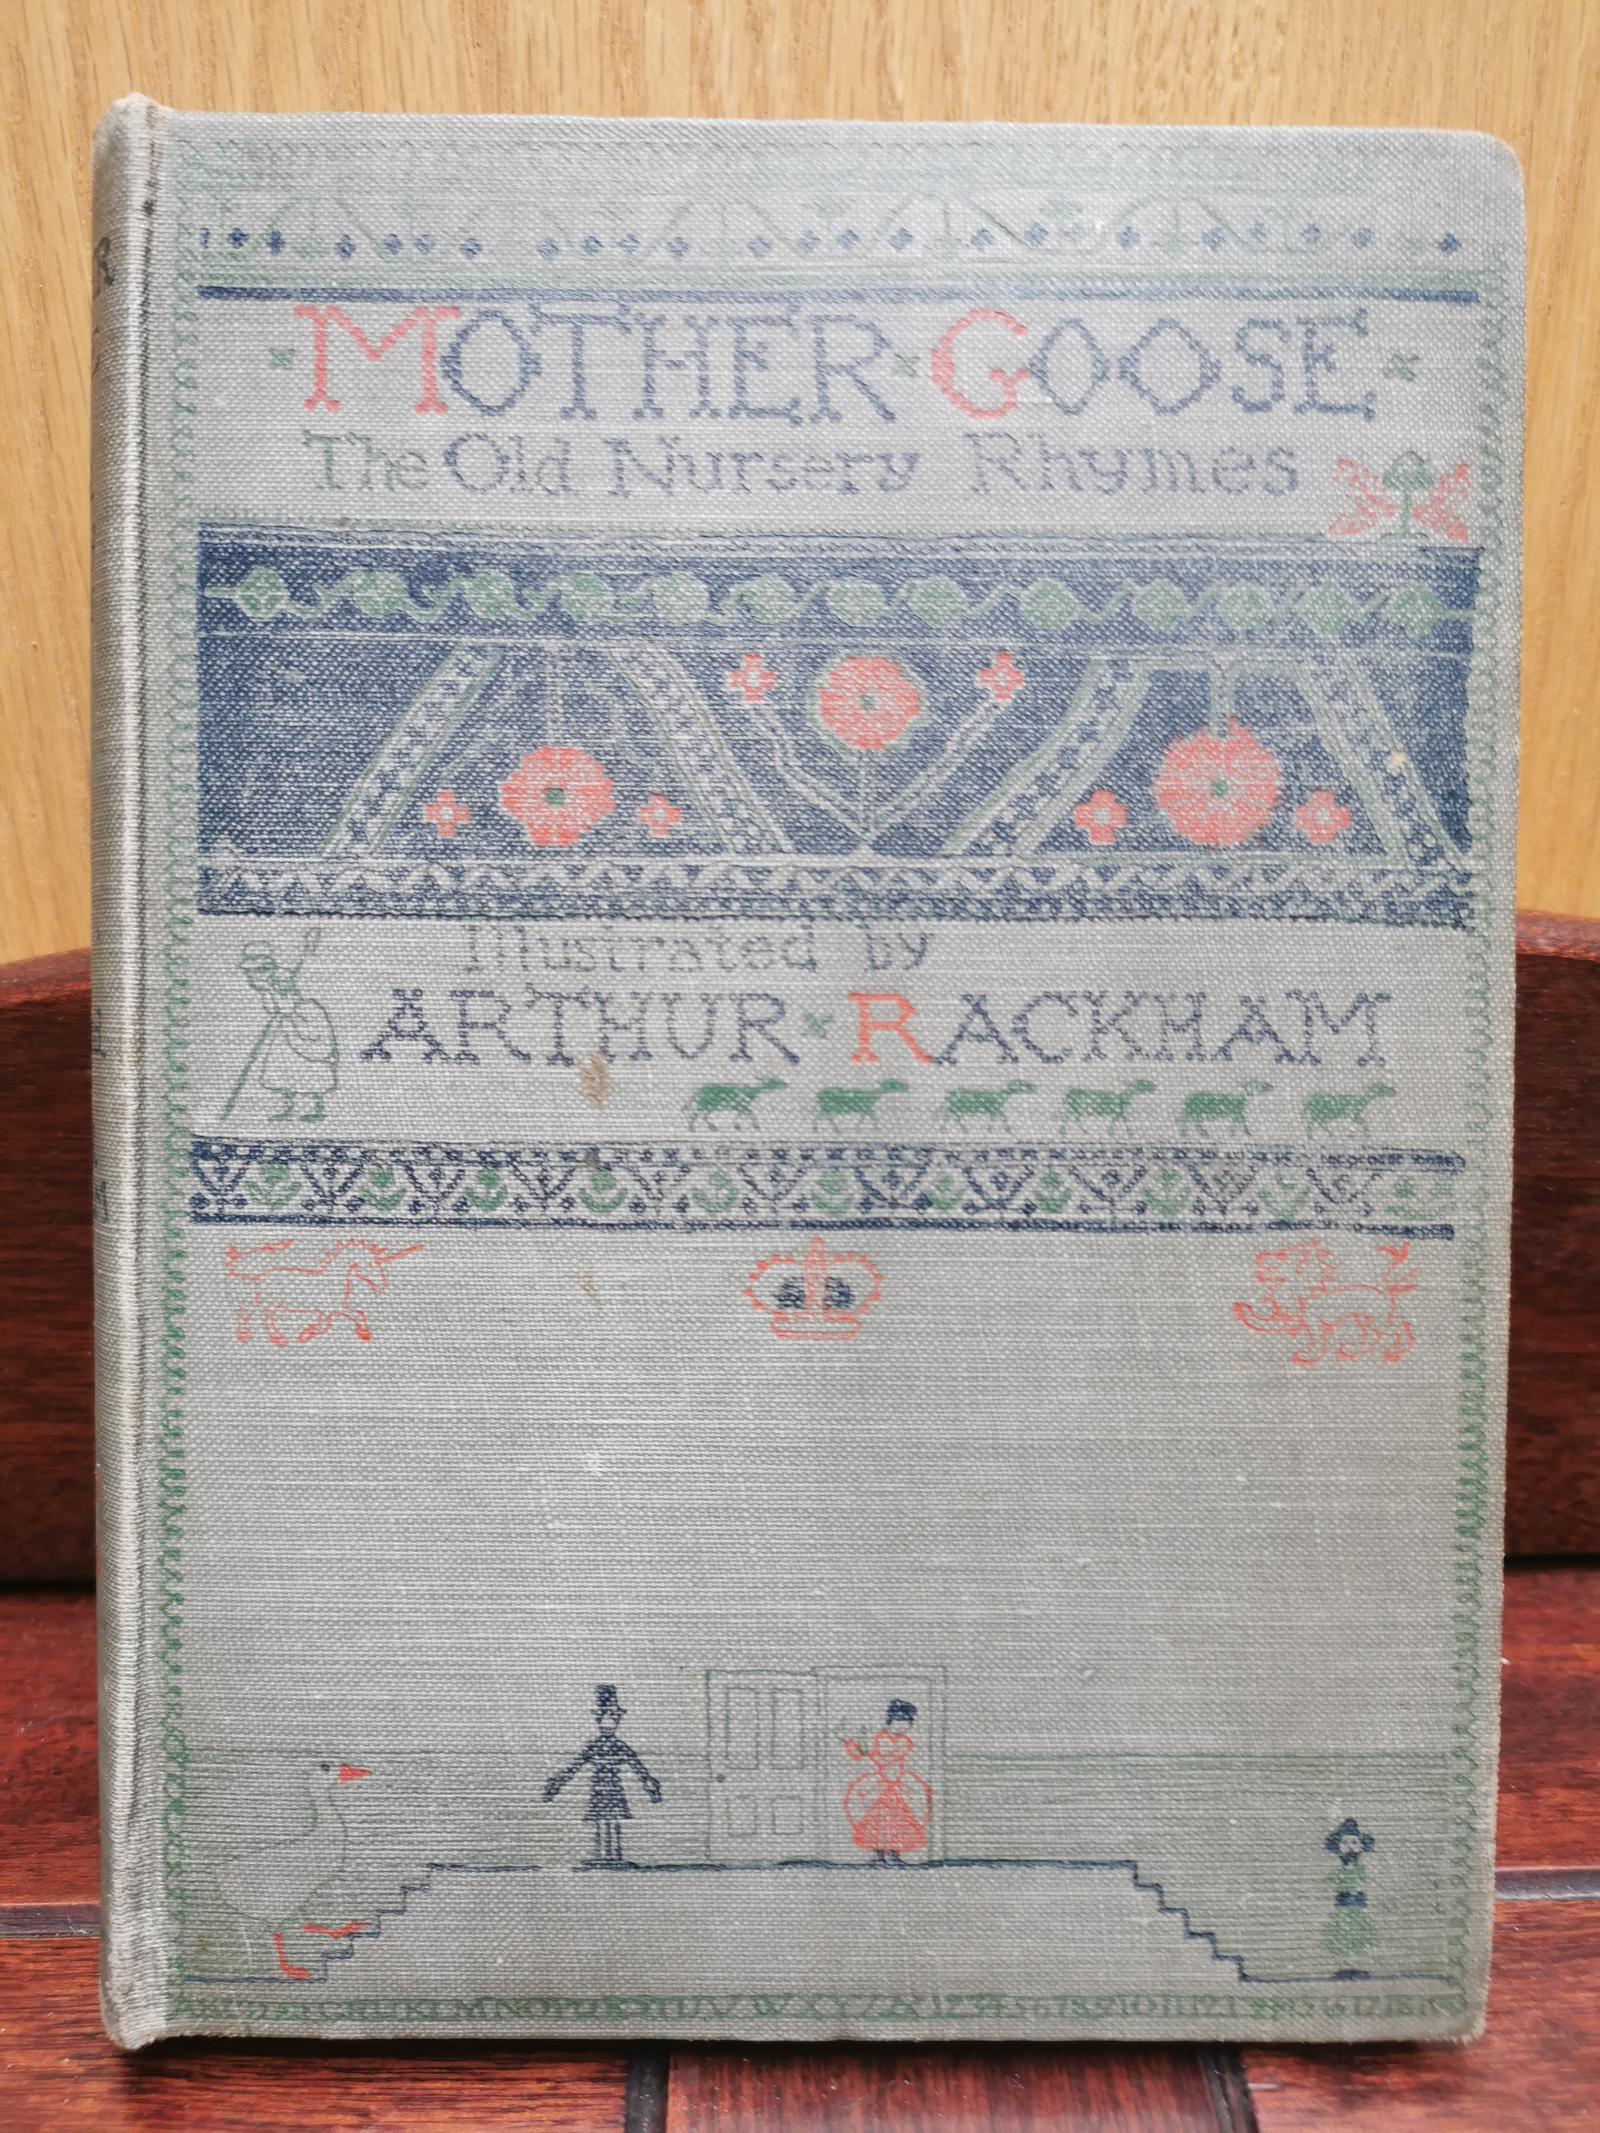 MOTHER GOOSE
The Old Nursery Rhymes
Illustrated by
ARTHUR RACKHAM